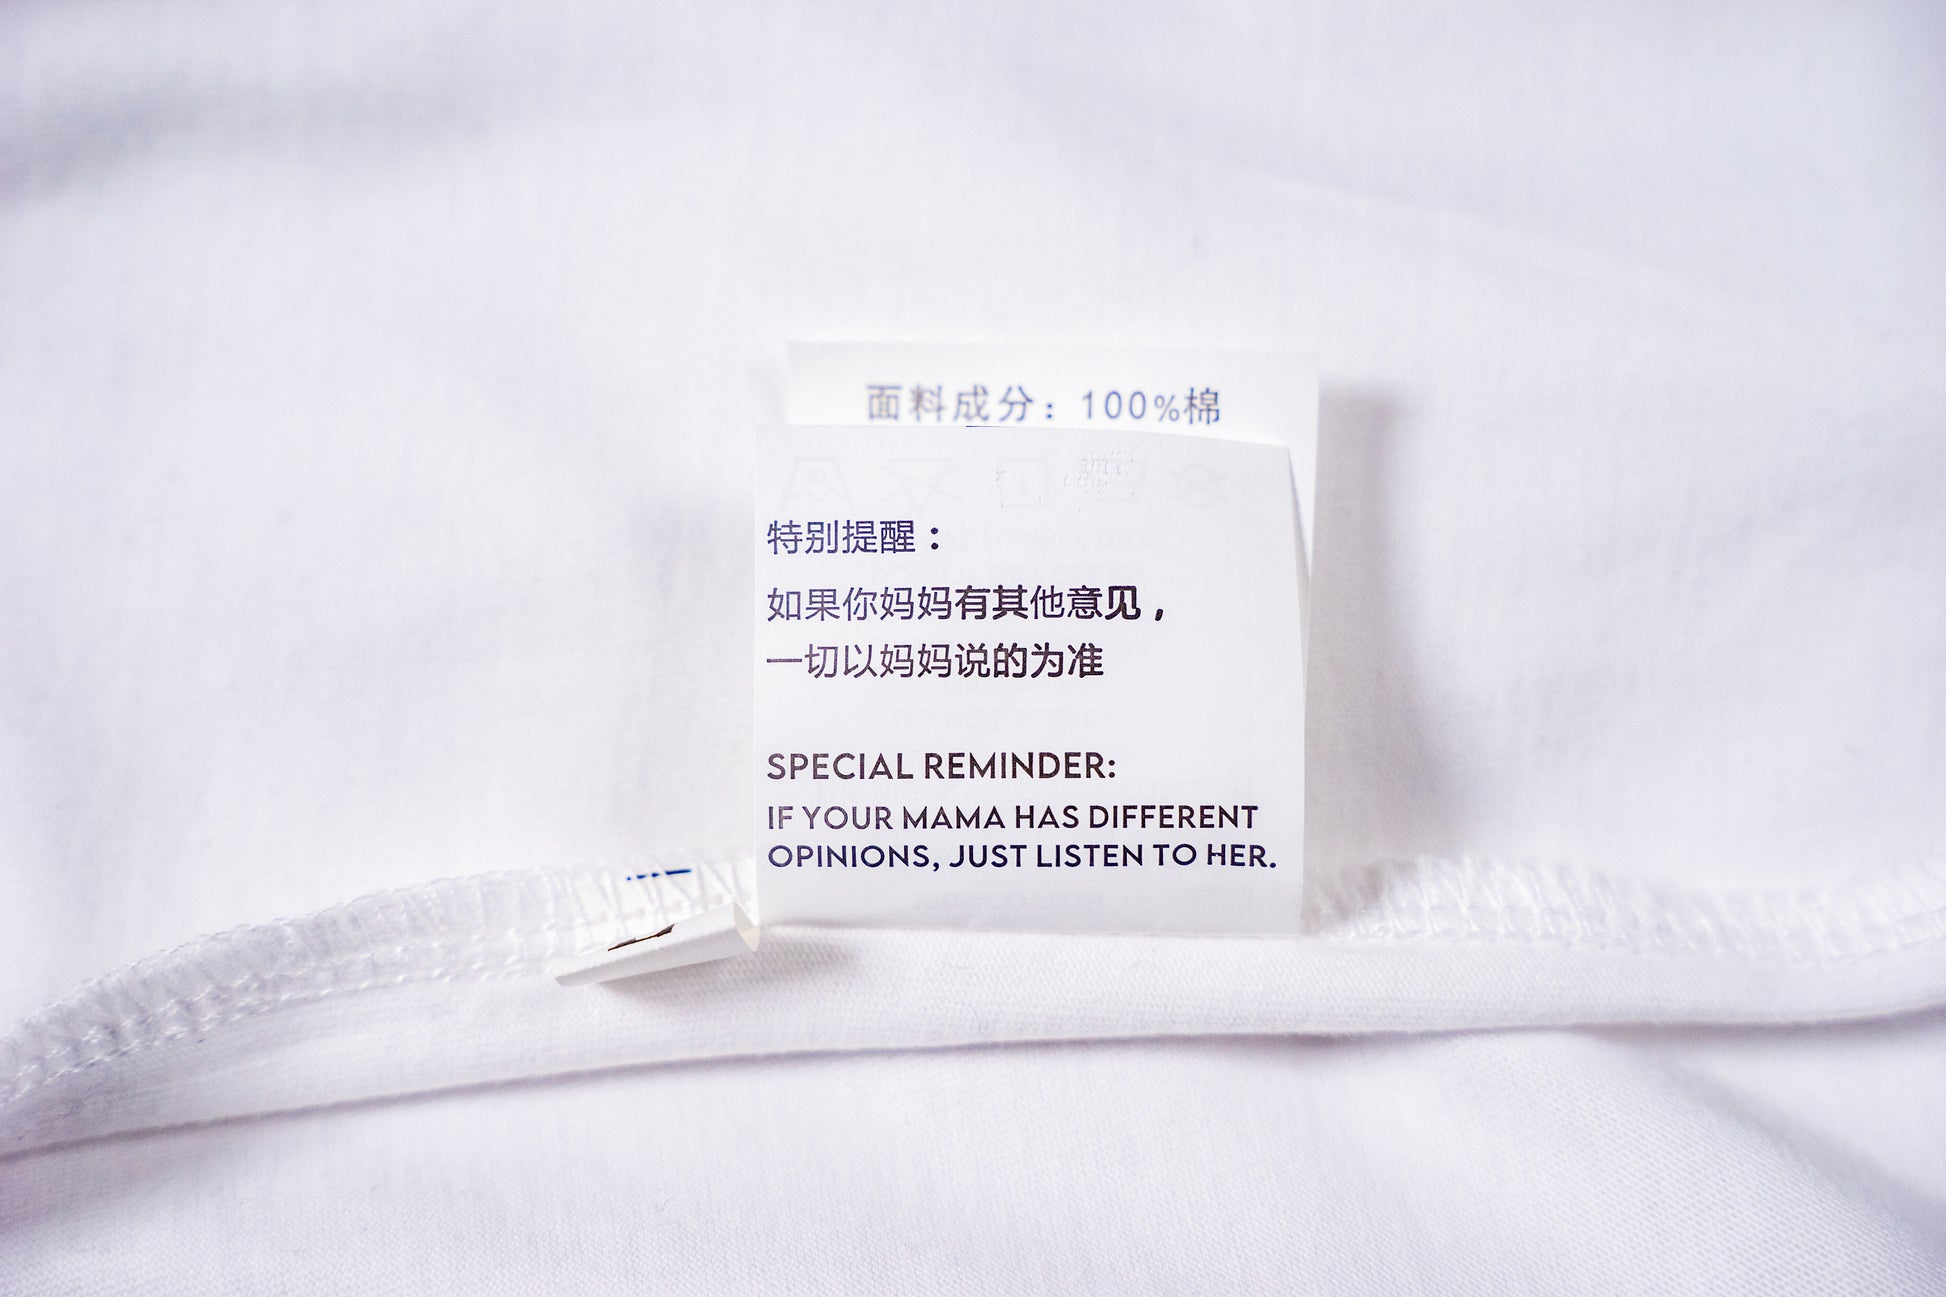 面料成分：100%棉
特别提醒：
如果你妈妈有其他意见，
一切以妈妈说的为准
SPECIAL REMINDER:
IF YOUR MAMA HAS DIFFERENT
OPINIONS, JUST LISTEN TO HER.